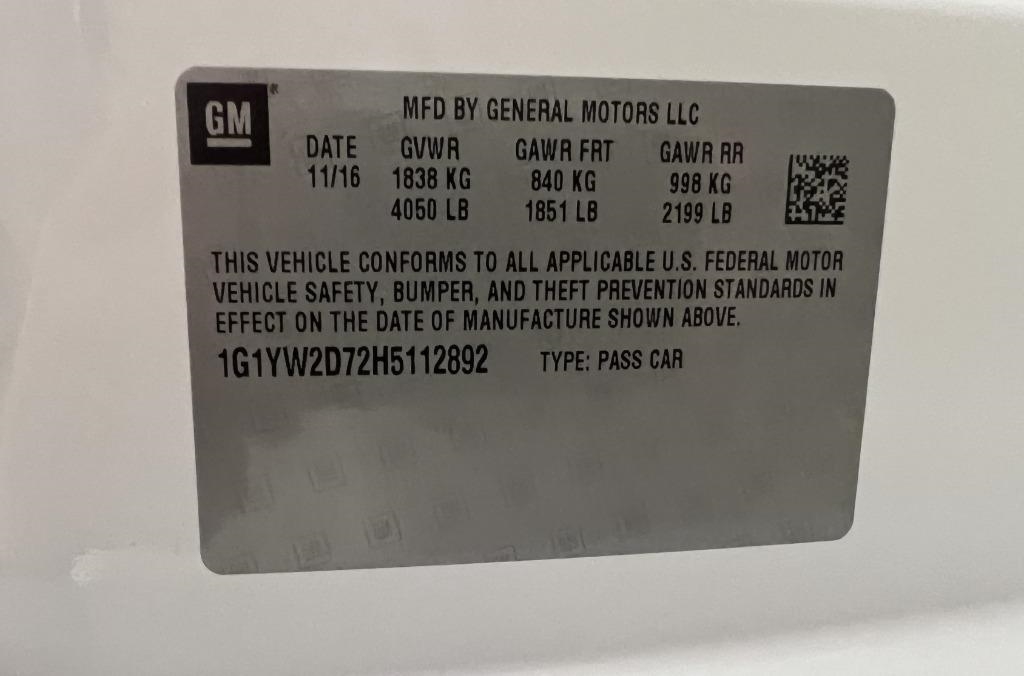 GM®
MFD BY GENERAL MOTORS LLC
DATE GVWR GAWR FRT GAWR RR
11/16 1838 KG 840 KG 998 KG
4050 LB 1851 LB 2199 LB
THIS VEHICLE CONFORMS TO ALL APPLICABLE U.S. FEDERAL MOTOR
VEHICLE SAFETY, BUMPER, AND THEFT PREVENTION STANDARDS IN
EFFECT ON THE DATE OF MANUFACTURE SHOWN ABOVE.
1G1YW2D72H5112892 TYPE: PASS CAR